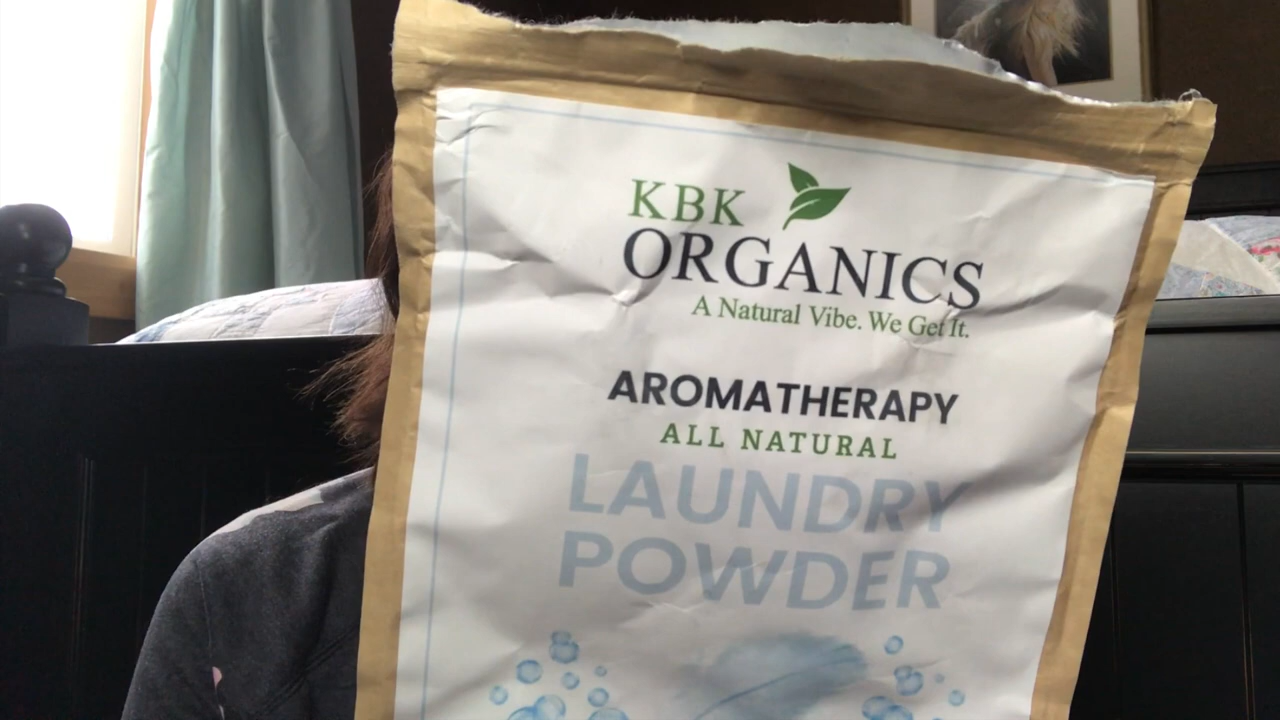 KBK
ORGANICS
A Natural Vibe. We Get It.
AROMATHERAPY
ALL NATURAL
LAUNDRY
POWDER